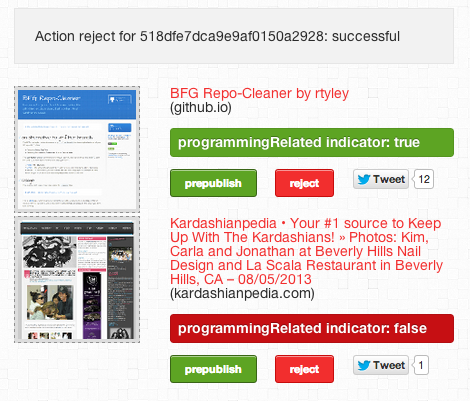 Action reject for 518dfe7dca9e9af0150a2928: successful
BFG Repo-Cleaner
BFG Repo-Cleaner by rtyley
(github.io)
programmingRelated indicator: true
prepublish
reject
Tweet
12
Kardashianpedia • Your #1 source to Keep
Up With The Kardashians! » Photos: Kim,
Carla and Jonathan at Beverly Hills Nail
Design and La Scala Restaurant in Beverly
Hills, CA – 08/05/2013
(kardashianpedia.com)
programmingRelated indicator: false
prepublish
reject
Tweet
1